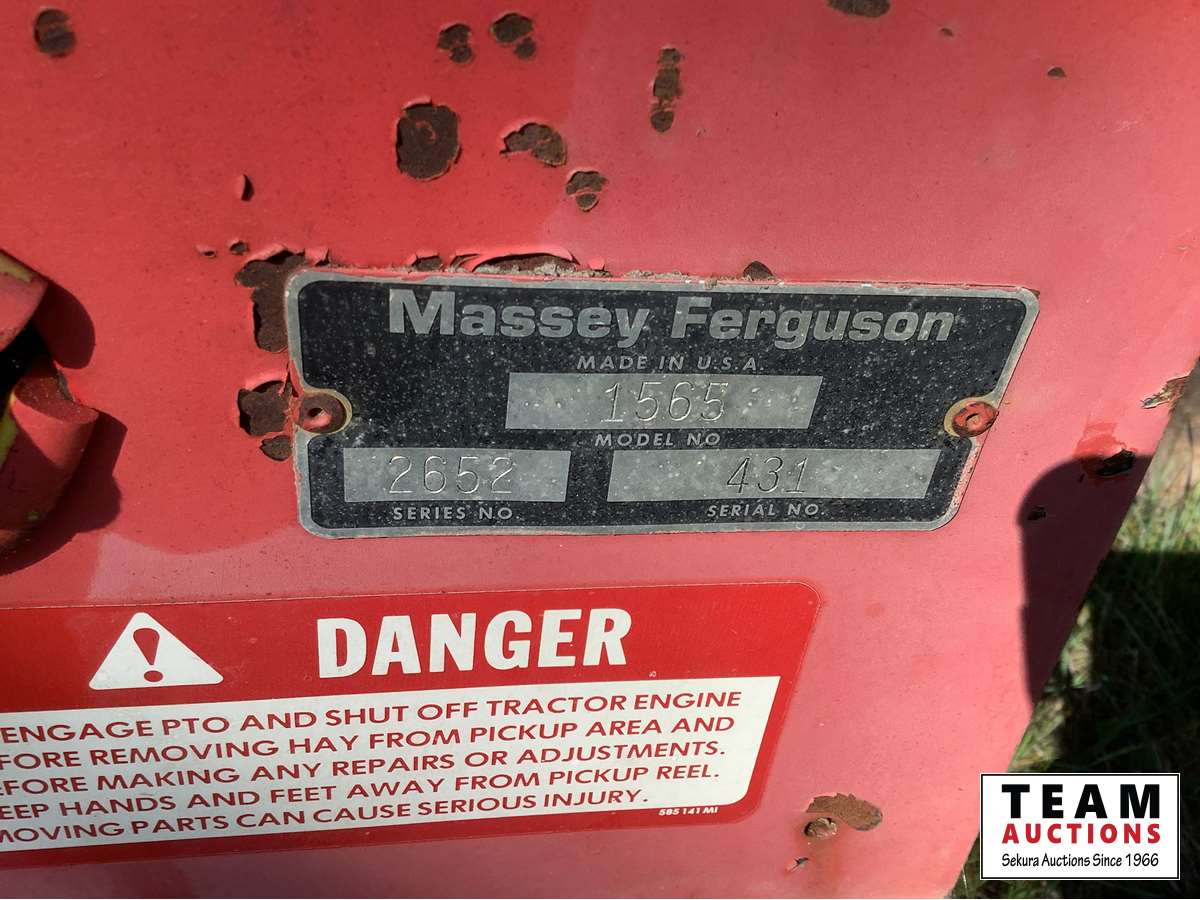 Massey Ferguson
MADE IN U.S.A.
1565
MODEL NO
2652 431
SERIES NO. SERIAL NO.
DANGER
ENGAGE PTO AND SHUT OFF TRACTOR ENGINE
FORE REMOVING HAY FROM PICKUP AREA AND
EFORE MAKING ANY REPAIRS OR ADJUSTMENTS.
EEP HANDS AND FEET AWAY FROM PICKUP REEL.
MOVING PARTS CAN CAUSE SERIOUS INJURY.
585 141 MI
TEAM
AUCTIONS
Sekura Auctions Since 1966